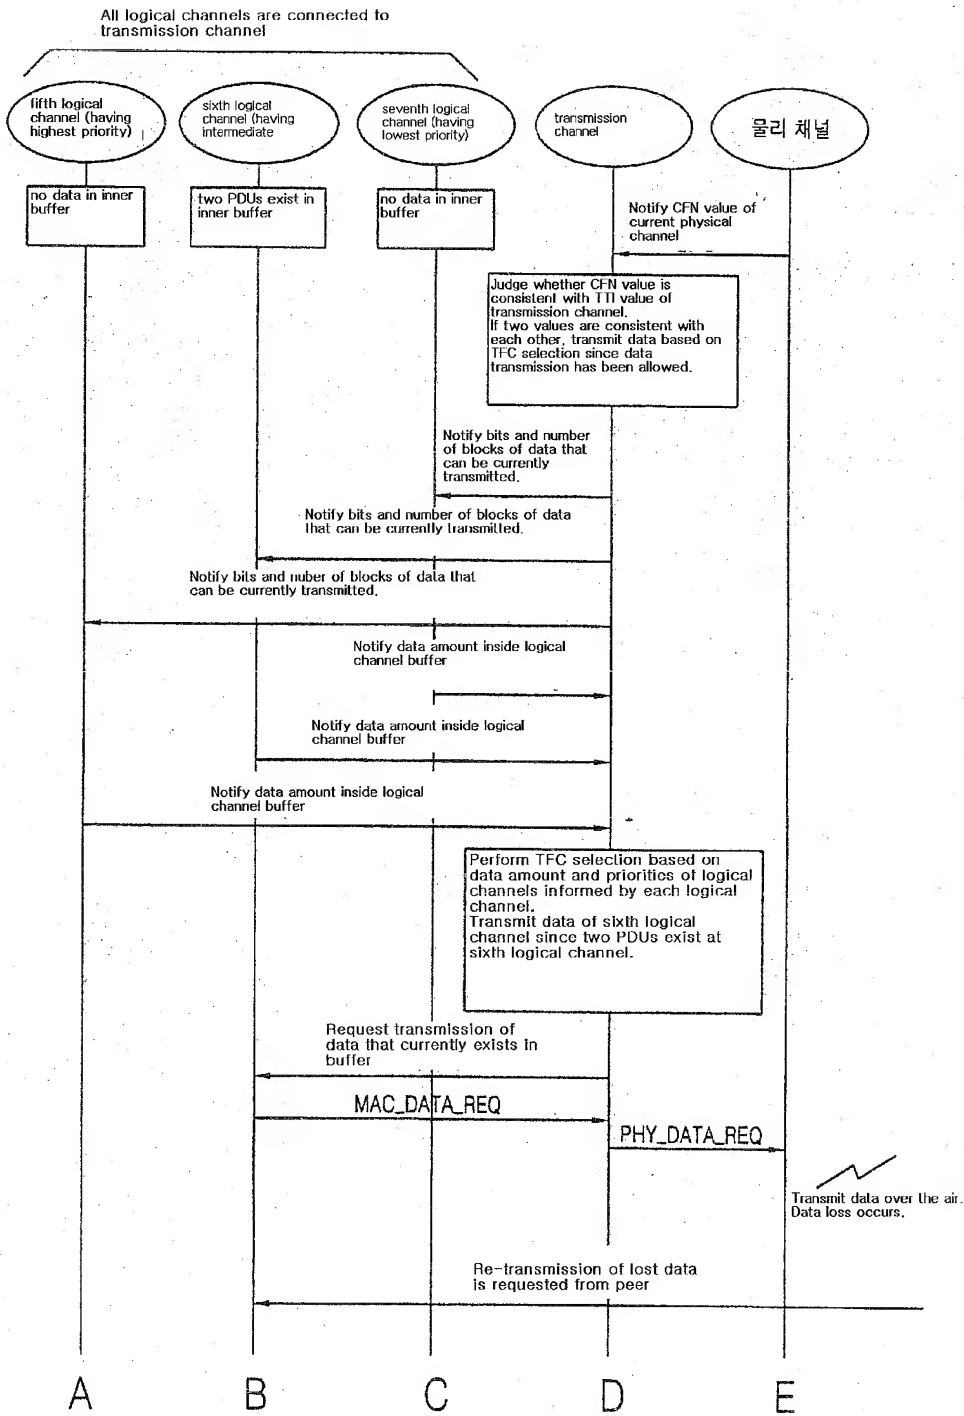 All logical channels are connected to
transmission channel
fifth logical
channel (having
highest priority)
sixth logical
channel (having
intermediate
seventh logical
channel (having
lowest priority)
transmission
channel
물리 채널
no data in inner
buffer
two PDUs exist in
inner buffer
no data in inner
buffer
Notify CFN value of
current physical
channel
Judge whether CFN value is
consistent with TTI value of
transmission channel.
If two values are consistent with
each other, transmit data based on
TFC selection since data
transmission has been allowed.
Notify bits and number
of blocks of data that
can be currently
transmitted.
Notify bits and number of blocks of data
that can be currently transmitted.
Notify bits and nuber of blocks of data that
can be currently transmitted.
Notify data amount inside logical
channel buffer
Notify data amount inside logical
channel buffer
Notify data amount inside logical
channel buffer
Perform TFC selection based on
data amount and priorities of logical
channels informed by each logical
channel.
Transmit data of sixth logical
channel since two PDUs exist at
sixth logical channel.
Request transmission of
data that currently exists in
buffer
MAC_DATA_REQ
PHY_DATA_REQ
Transmit data over the air.
Data loss occurs.
Re-transmission of lost data
is requested from peer
A B C D E